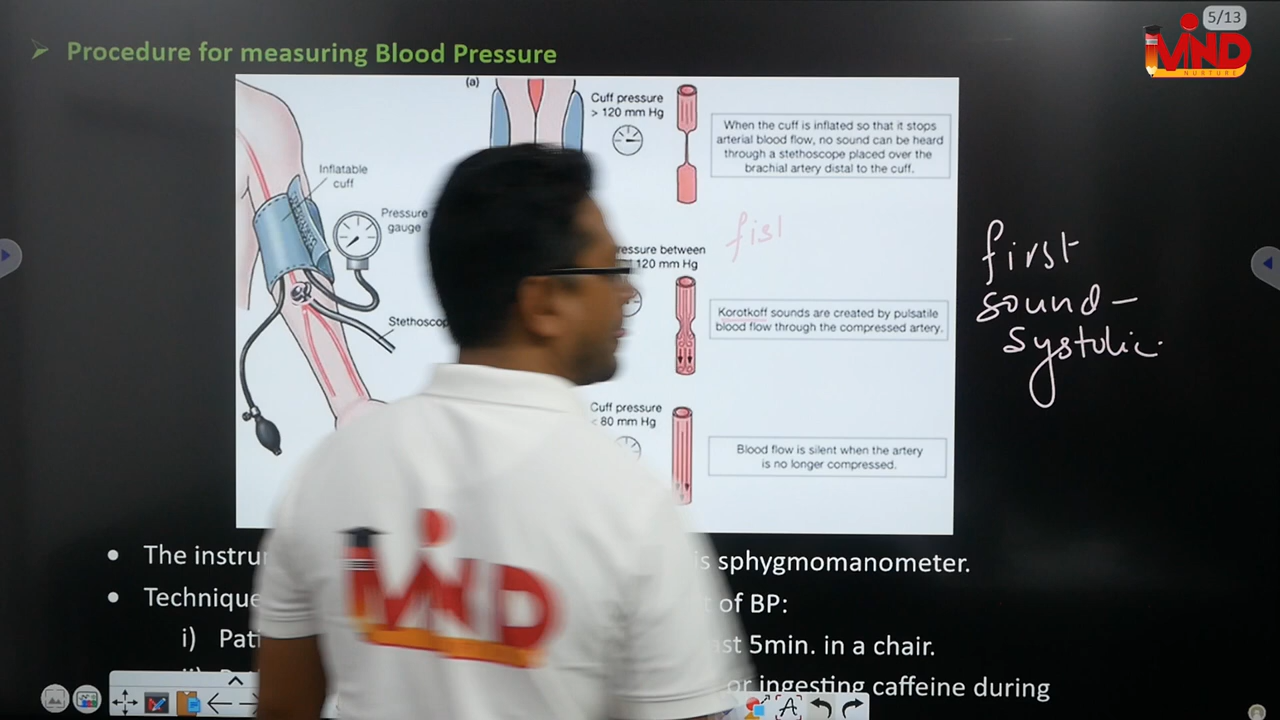 5/13
MIND
NURTURE
Procedure for measuring Blood Pressure
(a)
Cuff pressure
> 120 mm Hg
When the cuff is inflated so that it stops
arterial blood flow, no sound can be heard
through a stethoscope placed over the
brachial artery distal to the cuff.
Inflatable
cuff
Pressure
gauge
Stethoscop
fist
ressure between
120 mm Hg
Korotkoff sounds are created by pulsatile
blood flow through the compressed artery.
Cuff pressure
< 80 mm Hg
Blood flow is silent when the artery
is no longer compressed.
first
sound -
systolic.
The instru is sphygmomanometer.
Technique of BP:
i) Pati ast 5min. in a chair.
or ingesting caffeine during
MIND